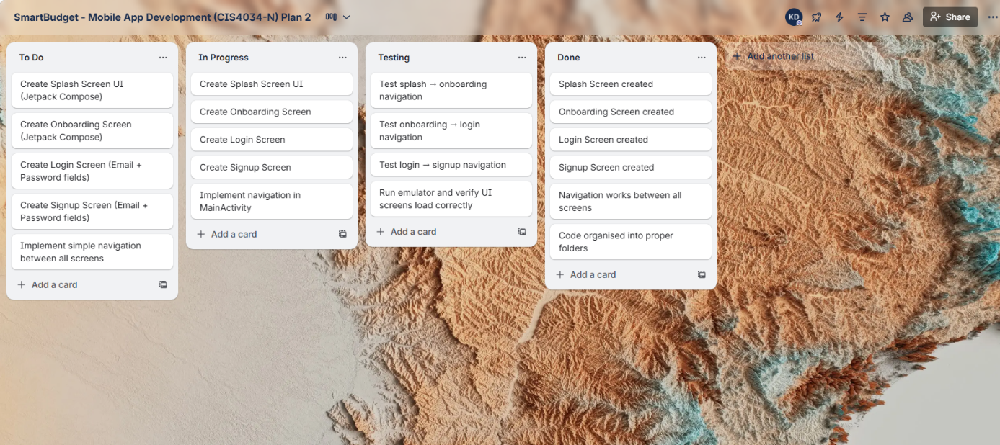 SmartBudget - Mobile App Development (CIS4034-N) Plan 2
KD
Share
To Do
Create Splash Screen UI
(Jetpack Compose)
Create Onboarding Screen
(Jetpack Compose)
Create Login Screen (Email +
Password fields)
Create Signup Screen (Email +
Password fields)
Implement simple navigation
between all screens
+ Add a card
In Progress
Create Splash Screen UI
Create Onboarding Screen
Create Login Screen
Create Signup Screen
Implement navigation in
MainActivity
+ Add a card
Testing
Test splash → onboarding
navigation
Test onboarding → login
navigation
Test login → signup navigation
Run emulator and verify UI
screens load correctly
+ Add a card
Done
Splash Screen created
Onboarding Screen created
Login Screen created
Signup Screen created
Navigation works between all
screens
Code organised into proper
folders
+ Add a card
+ Add another list